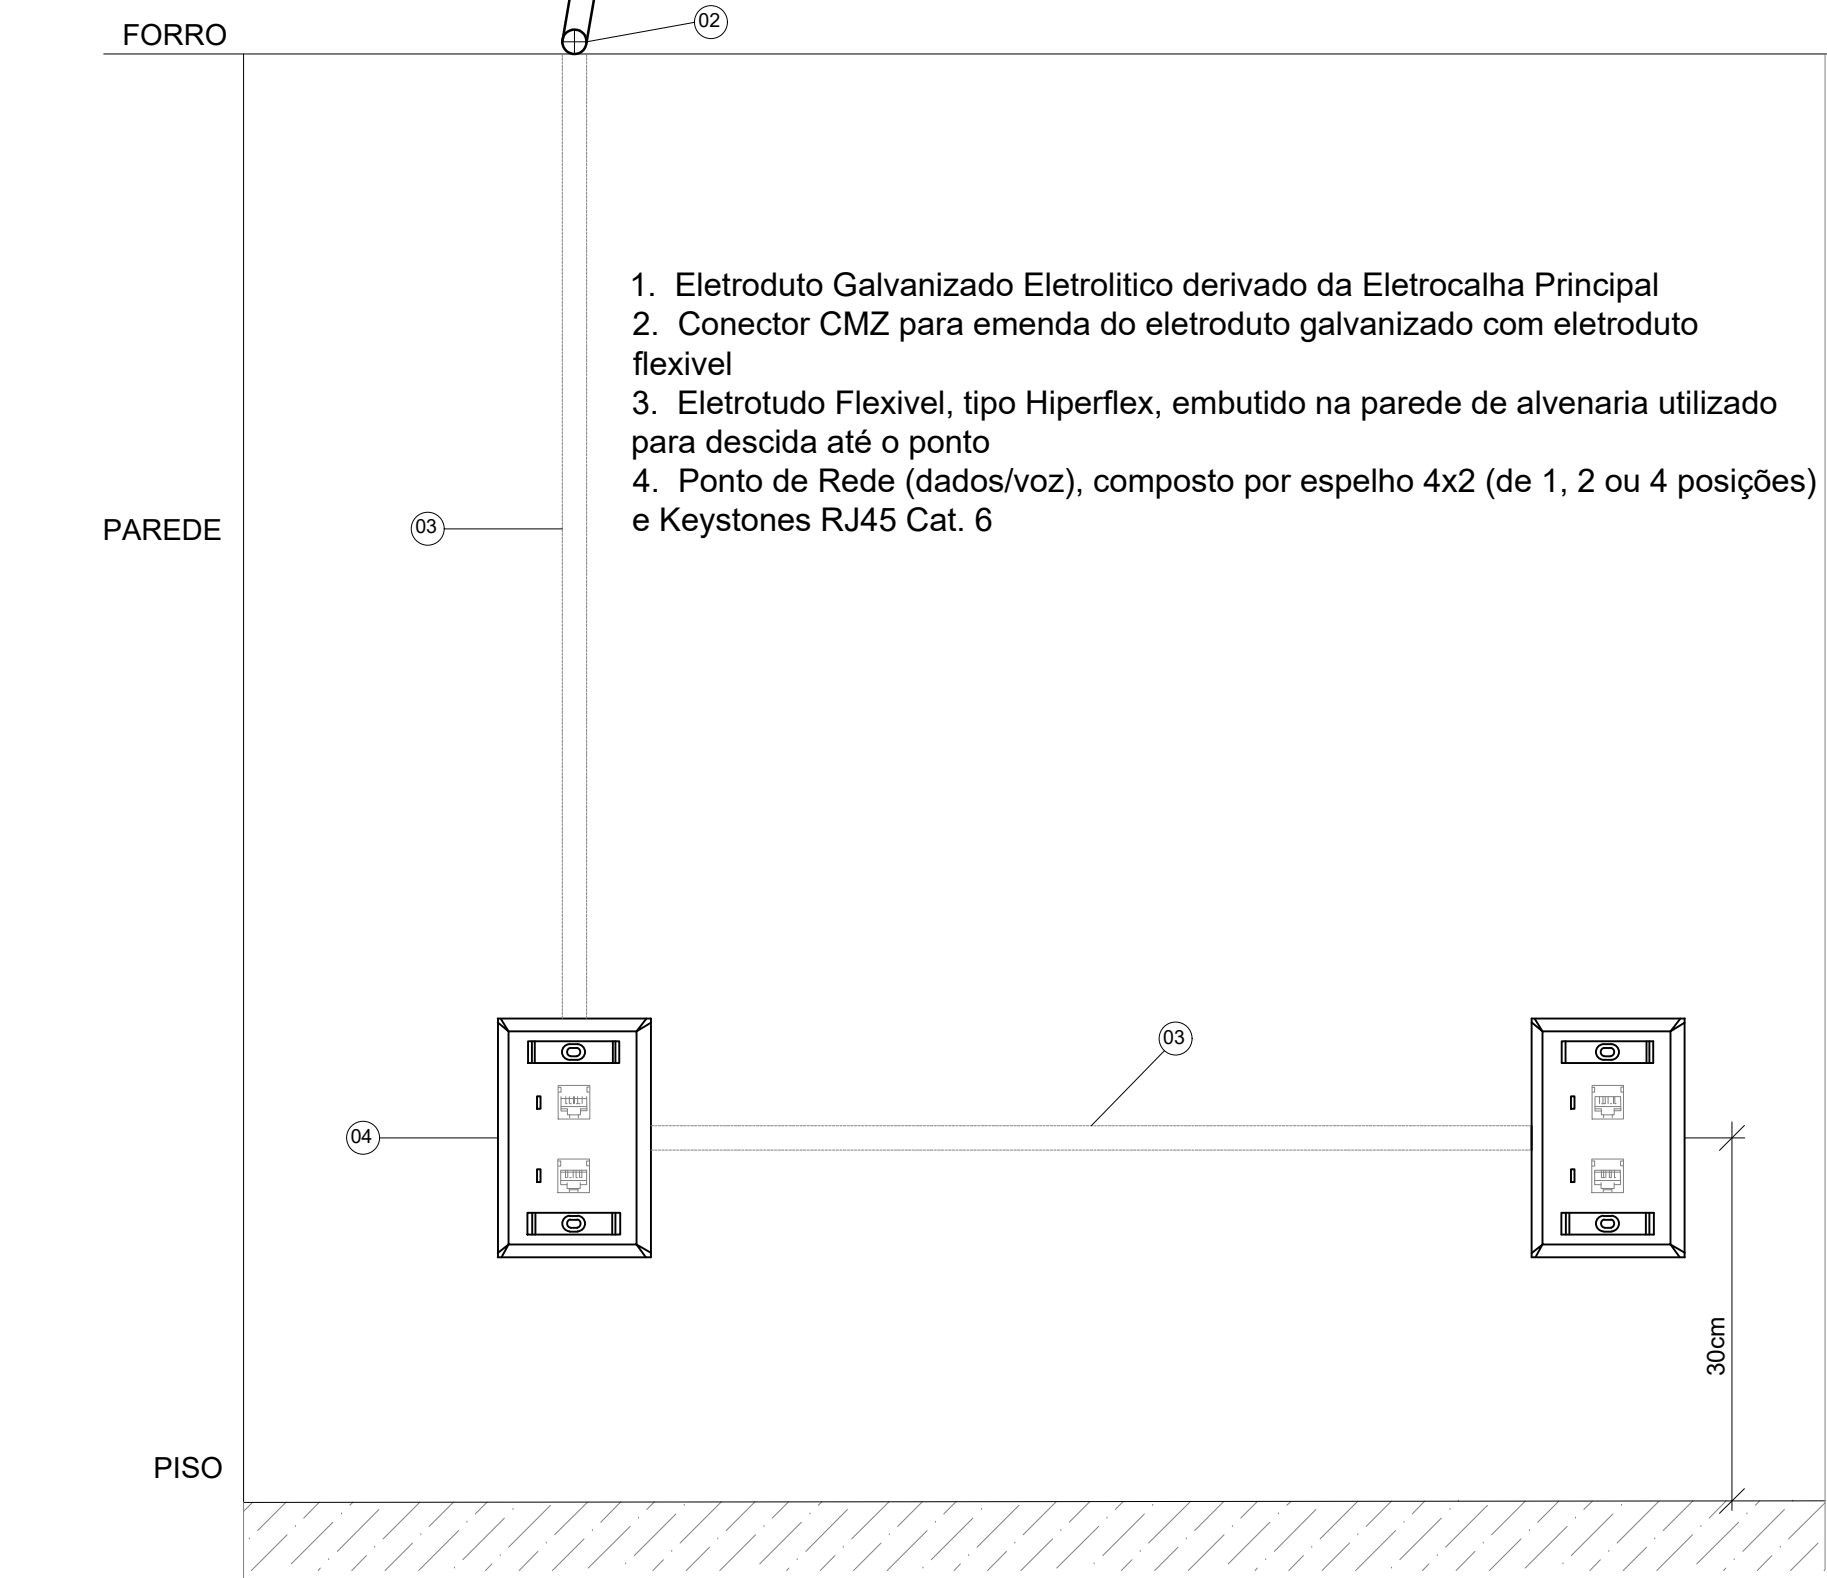 FORRO
02
1. Eletroduto Galvanizado Eletrolitico derivado da Eletrocalha Principal
2. Conector CMZ para emenda do eletroduto galvanizado com eletroduto
flexivel
3. Eletrotudo Flexivel, tipo Hiperflex, embutido na parede de alvenaria utilizado
para descida até o ponto
4. Ponto de Rede (dados/voz), composto por espelho 4x2 (de 1, 2 ou 4 posições)
e Keystones RJ45 Cat. 6
PAREDE
03
03
04
30cm
PISO